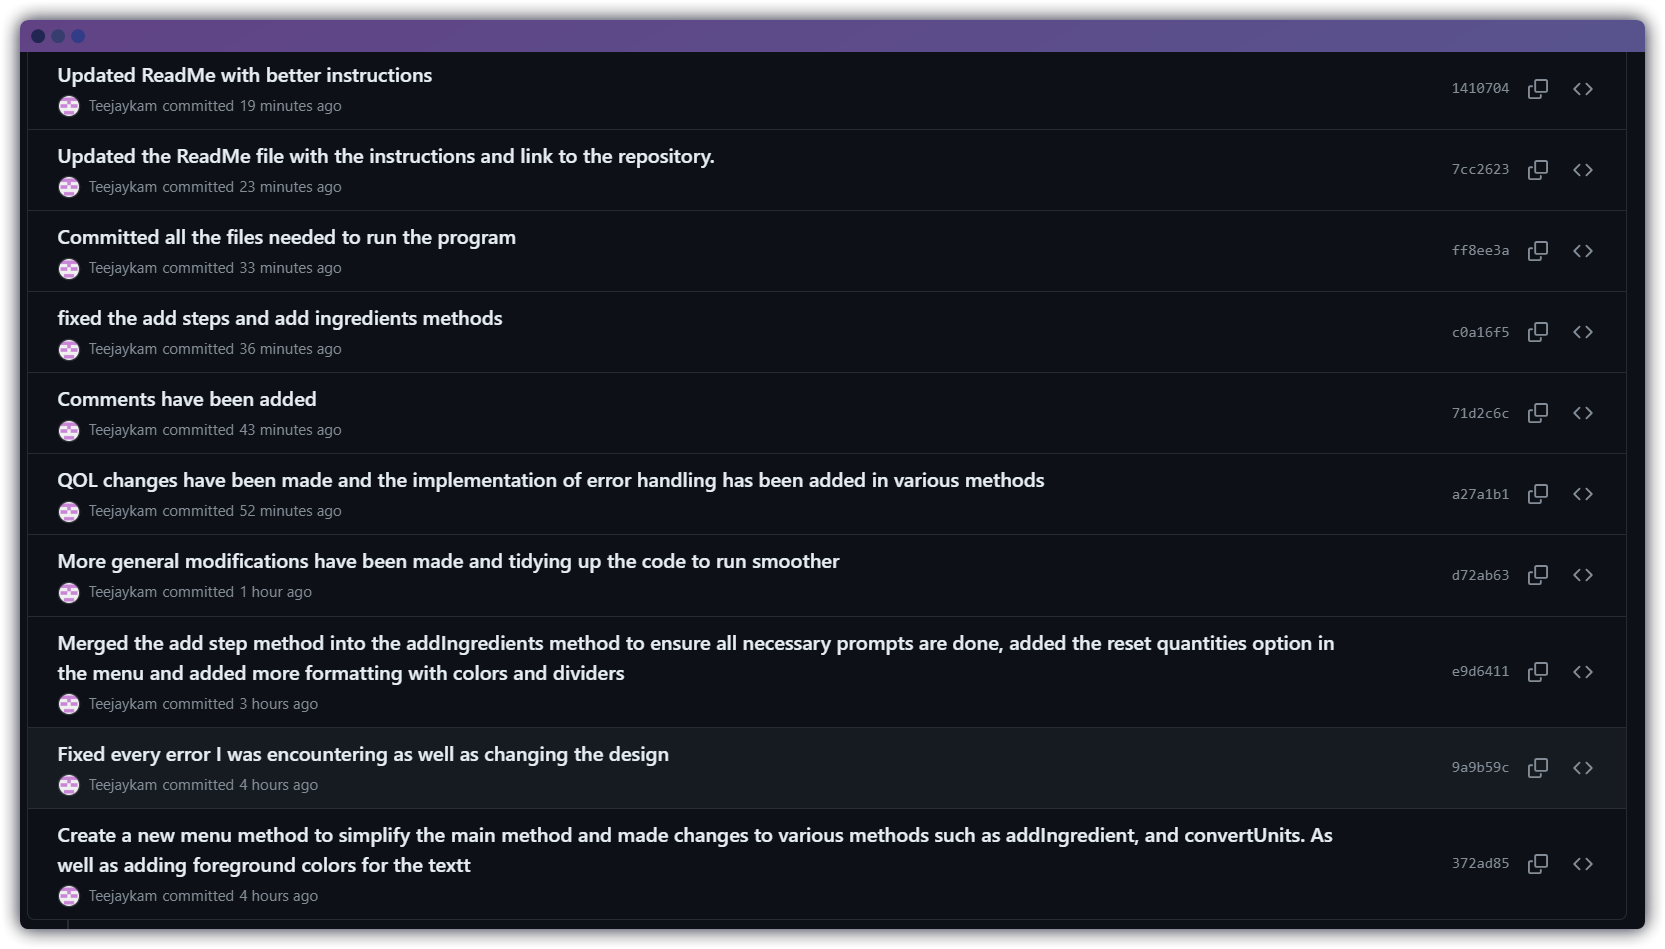 Updated ReadMe with better instructions
Teejaykam committed 19 minutes ago
1410704
Updated the ReadMe file with the instructions and link to the repository.
Teejaykam committed 23 minutes ago
7cc2623
Committed all the files needed to run the program
Teejaykam committed 33 minutes ago
ff8ee3a
fixed the add steps and add ingredients methods
Teejaykam committed 36 minutes ago
c0a16f5
Comments have been added
Teejaykam committed 43 minutes ago
71d2c6c
QOL changes have been made and the implementation of error handling has been added in various methods
Teejaykam committed 52 minutes ago
a27a1b1
More general modifications have been made and tidying up the code to run smoother
Teejaykam committed 1 hour ago
d72ab63
Merged the add step method into the addIngredients method to ensure all necessary prompts are done, added the reset quantities option in
the menu and added more formatting with colors and dividers
Teejaykam committed 3 hours ago
e9d6411
Fixed every error I was encountering as well as changing the design
Teejaykam committed 4 hours ago
9a9b59c
Create a new menu method to simplify the main method and made changes to various methods such as addIngredient, and convertUnits. As
well as adding foreground colors for the textt
Teejaykam committed 4 hours ago
372ad85